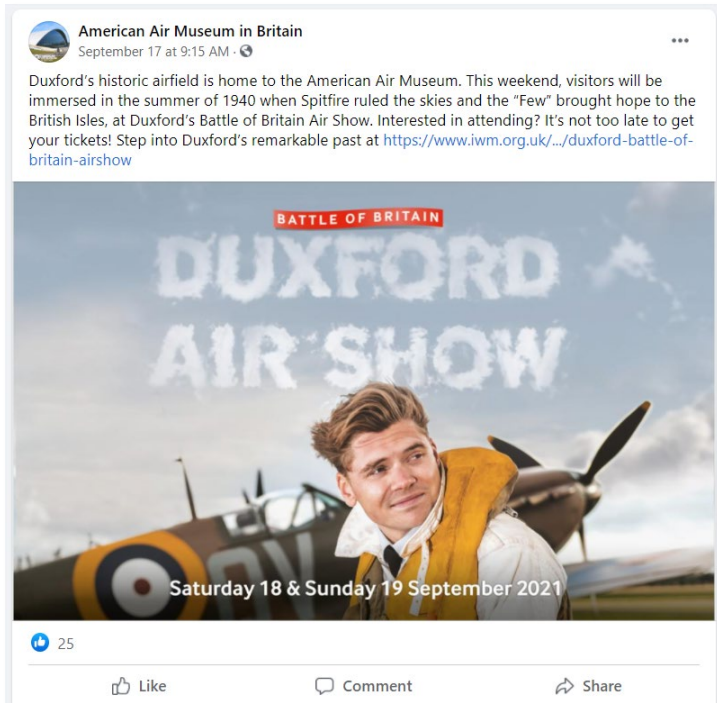 American Air Museum in Britain
September 17 at 9:15 AM ·
Duxford’s historic airfield is home to the American Air Museum. This weekend, visitors will be
immersed in the summer of 1940 when Spitfire ruled the skies and the “Few” brought hope to the
British Isles, at Duxford’s Battle of Britain Air Show. Interested in attending? It’s not too late to get
your tickets! Step into Duxford’s remarkable past at https://www.iwm.org.uk/.../duxford-battle-of-
britain-airshow
BATTLE OF BRITAIN
DUXFORD
AIR SHOW
QV
Saturday 18 & Sunday 19 September 2021
25
Like Comment Share